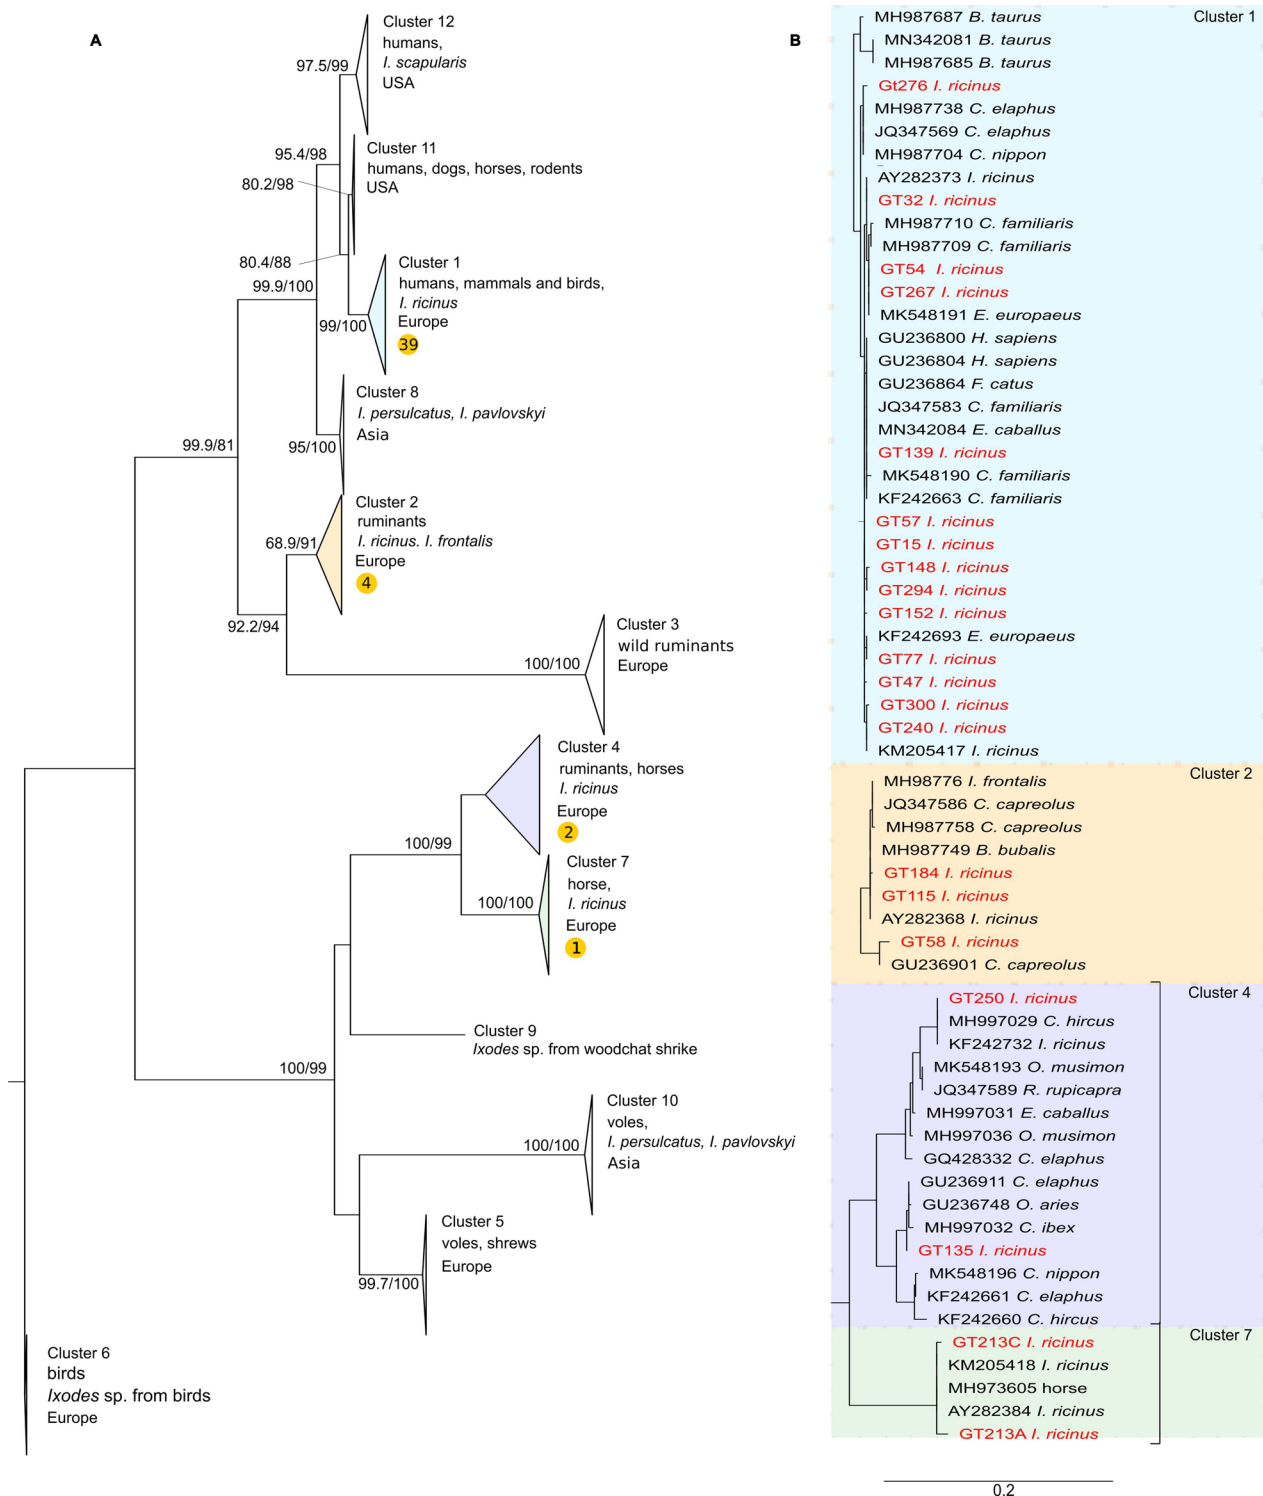 A
Cluster 12
humans,
I. scapularis
USA
97.5/99
95.4/98
Cluster 11
humans, dogs, horses, rodents
USA
80.2/98
80.4/88
Cluster 1
humans, mammals and birds,
I. ricinus
Europe
39
99.9/100
99/100
Cluster 8
I. persulcatus, I. pavlovskyi
Asia
95/100
99.9/81
Cluster 2
ruminants
I. ricinus. I. frontalis
Europe
4
68.9/91
92.2/94
Cluster 3
wild ruminants
Europe
100/100
Cluster 4
ruminants, horses
I. ricinus
Europe
2
100/99
Cluster 7
horse,
I. ricinus
Europe
1
100/100
Cluster 9
Ixodes sp. from woodchat shrike
100/99
Cluster 10
voles,
I. persulcatus, I. pavlovskyi
Asia
100/100
Cluster 5
voles, shrews
Europe
99.7/100
Cluster 6
birds
Ixodes sp. from birds
Europe
B
Cluster 1
MH987687 B. taurus
MN342081 B. taurus
MH987685 B. taurus
Gt276 I. ricinus
MH987738 C. elaphus
JQ347569 C. elaphus
MH987704 C. nippon
AY282373 I. ricinus
GT32 I. ricinus
MH987710 C. familiaris
MH987709 C. familiaris
GT54 I. ricinus
GT267 I. ricinus
MK548191 E. europaeus
GU236800 H. sapiens
GU236804 H. sapiens
GU236864 F. catus
JQ347583 C. familiaris
MN342084 E. caballus
GT139 I. ricinus
MK548190 C. familiaris
KF242663 C. familiaris
GT57 I. ricinus
GT15 I. ricinus
GT148 I. ricinus
GT294 I. ricinus
GT152 I. ricinus
KF242693 E. europaeus
GT77 I. ricinus
GT47 I. ricinus
GT300 I. ricinus
GT240 I. ricinus
KM205417 I. ricinus
Cluster 2
MH98776 I. frontalis
JQ347586 C. capreolus
MH987758 C. capreolus
MH987749 B. bubalis
GT184 I. ricinus
GT115 I. ricinus
AY282368 I. ricinus
GT58 I. ricinus
GU236901 C. capreolus
Cluster 4
GT250 I. ricinus
MH997029 C. hircus
KF242732 I. ricinus
MK548193 O. musimon
JQ347589 R. rupicapra
MH997031 E. caballus
MH997036 O. musimon
GQ428332 C. elaphus
GU236911 C. elaphus
GU236748 O. aries
MH997032 C. ibex
GT135 I. ricinus
MK548196 C. nippon
KF242661 C. elaphus
KF242660 C. hircus
Cluster 7
GT213C I. ricinus
KM205418 I. ricinus
MH973605 horse
AY282384 I. ricinus
GT213A I. ricinus
0.2